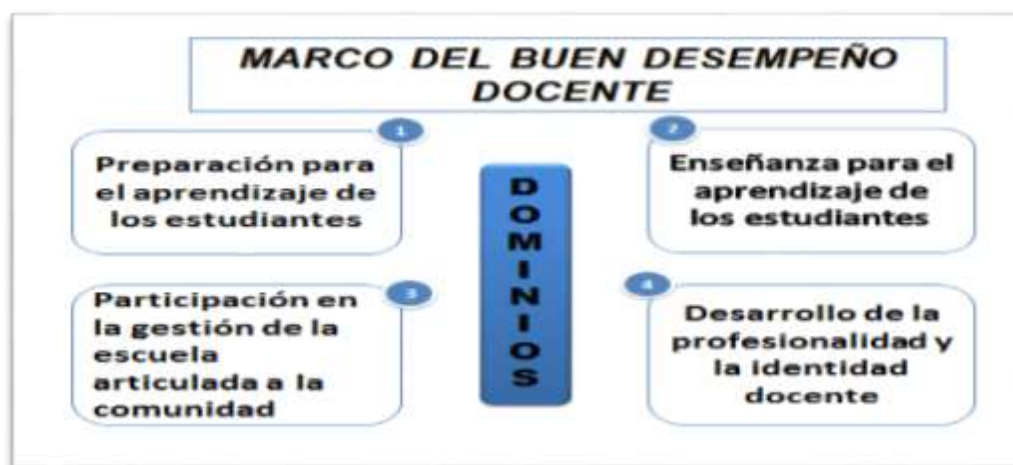 MARCO DEL BUEN DESEMPEÑO
DOCENTE
1
Preparación para
el aprendizaje de
los estudiantes
2
Enseñanza para el
aprendizaje de
los estudiantes
DOMINIOS
3
Participación en
la gestión de la
escuela
articulada a la
comunidad
4
Desarrollo de la
profesionalidad y
la identidad
docente